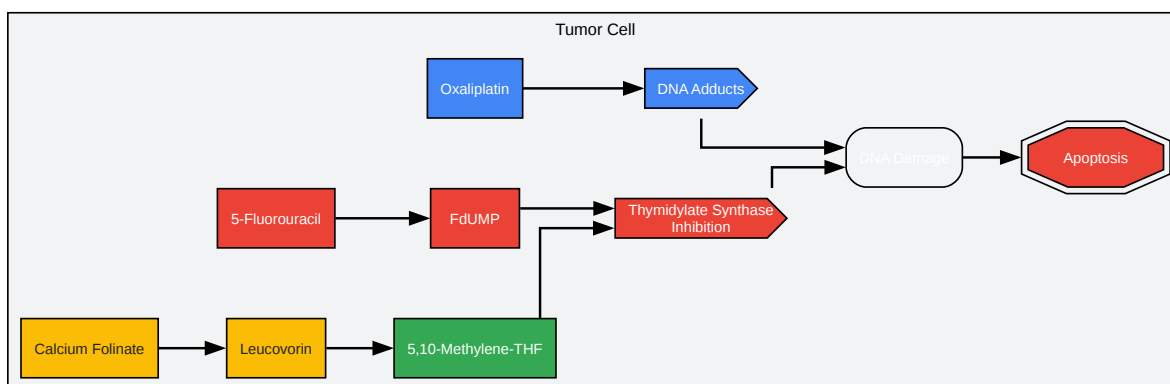 Tumor Cell
Oxaliplatin
DNA Adducts
DNA Damage
Apoptosis
5-Fluorouracil
FdUMP
Thymidylate Synthase
Inhibition
Calcium Folinate
Leucovorin
5,10-Methylene-THF